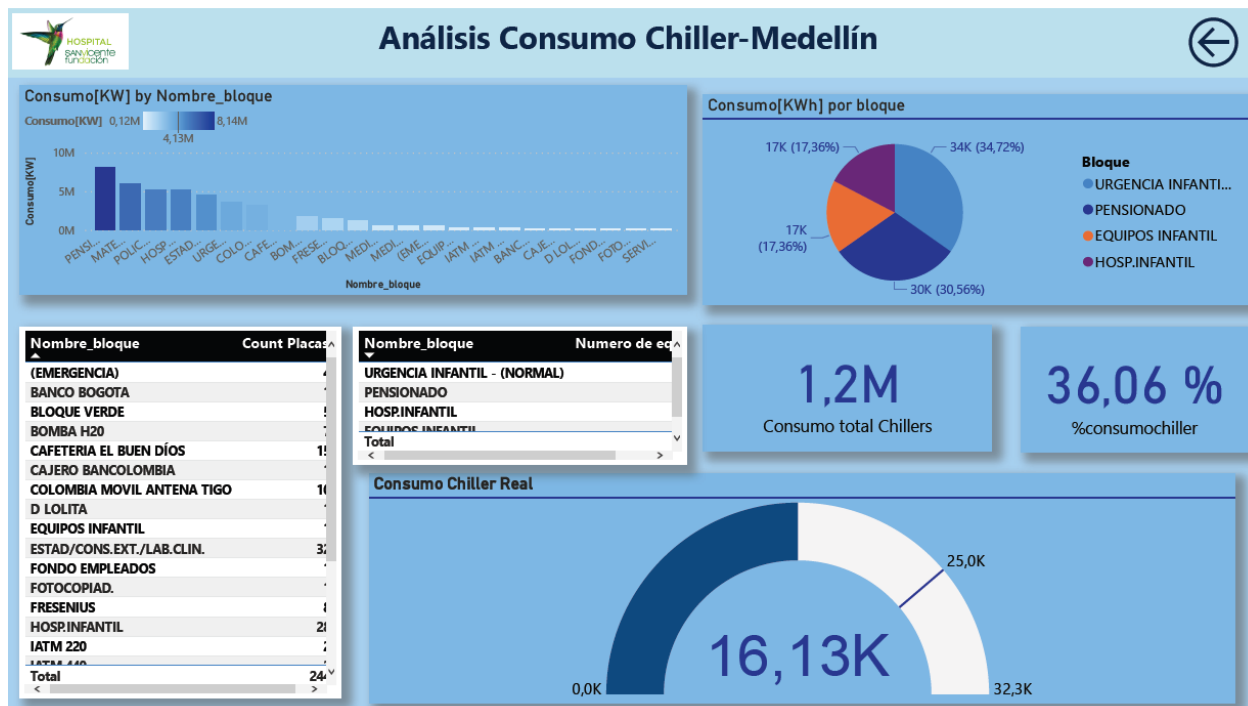 HOSPITAL
SANVICENTE
fundación
Análisis Consumo Chiller-Medellín
Consumo[KW] by Nombre_bloque
Consumo[KW] 0,12M 8,14M
4,13M
Consumo[KW]
10M
5M
0M
PENSI...
MATE...
POLIC...
HOSP...
ESTAD...
URGE...
COLO...
CAFE...
BOM...
FRESE...
BLOQ...
MEDI...
MEDI...
(EME...
EQUIP...
IATM ...
IATM ...
BANC...
CAJE...
D LOL...
FOND...
FOTO...
SERVI...
Nombre_bloque
Consumo[KWh] por bloque
17K (17,36%)
34K (34,72%)
17K
(17,36%)
30K (30,56%)
Bloque
URGENCIA INFANTI...
PENSIONADO
EQUIPOS INFANTIL
HOSP.INFANTIL
Nombre_bloque Count Placas
(EMERGENCIA)
BANCO BOGOTA
BLOQUE VERDE
BOMBA H20
CAFETERIA EL BUEN DÍOS
CAJERO BANCOLOMBIA
COLOMBIA MOVIL ANTENA TIGO
D LOLITA
EQUIPOS INFANTIL
ESTAD/CONS.EXT./LAB.CLIN.
FONDO EMPLEADOS
FOTOCOPIAD.
FRESENIUS
HOSP.INFANTIL
IATM 220
IATM 440
Total 244
Nombre_bloque Numero de eq
URGENCIA INFANTIL - (NORMAL)
PENSIONADO
HOSP.INFANTIL
EQUIPOS INFANTIL
Total
1,2M
Consumo total Chillers
36,06 %
%consumochiller
Consumo Chiller Real
25,0K
16,13K
0,0K
32,3K